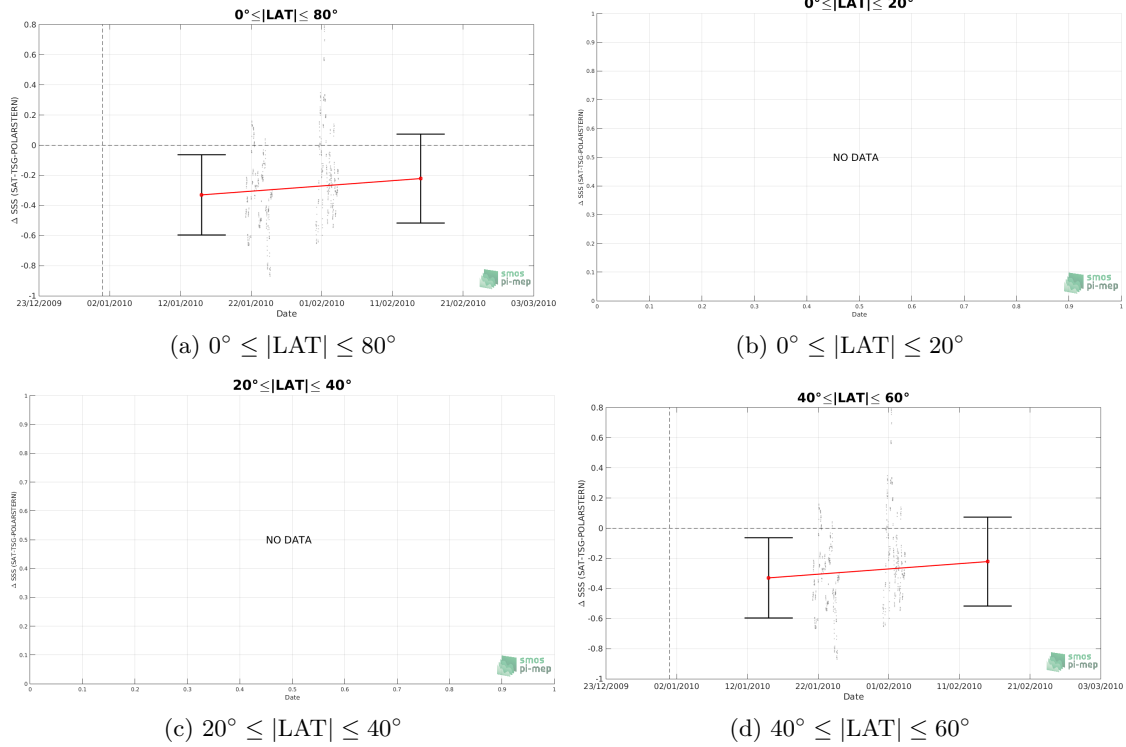 0°≤|LAT|≤ 80°
Δ SSS (SAT-TSG-POLARSTERN)
0.8
0.6
0.4
0.2
0
-0.2
-0.4
-0.6
-0.8
-1
23/12/2009 02/01/2010 12/01/2010 22/01/2010 01/02/2010 11/02/2010 21/02/2010 03/03/2010
Date
smos
pi-mep
(a) 0° ≤ |LAT| ≤ 80°
0°≤|LAT|≤ 20°
Δ SSS (SAT-TSG-POLARSTERN)
1
0.9
0.8
0.7
0.6
0.5
0.4
0.3
0.2
0.1
0
NO DATA
0 0.1 0.2 0.3 0.4 0.5 0.6 0.7 0.8 0.9 1
Date
smos
pi-mep
(b) 0° ≤ |LAT| ≤ 20°
20°≤|LAT|≤ 40°
Δ SSS (SAT-TSG-POLARSTERN)
1
0.9
0.8
0.7
0.6
0.5
0.4
0.3
0.2
0.1
0
NO DATA
0 0.1 0.2 0.3 0.4 0.5 0.6 0.7 0.8 0.9 1
Date
smos
pi-mep
(c) 20° ≤ |LAT| ≤ 40°
40°≤|LAT|≤ 60°
Δ SSS (SAT-TSG-POLARSTERN)
0.8
0.6
0.4
0.2
0
-0.2
-0.4
-0.6
-0.8
-1
23/12/2009 02/01/2010 12/01/2010 22/01/2010 01/02/2010 11/02/2010 21/02/2010 03/03/2010
Date
smos
pi-mep
(d) 40° ≤ |LAT| ≤ 60°